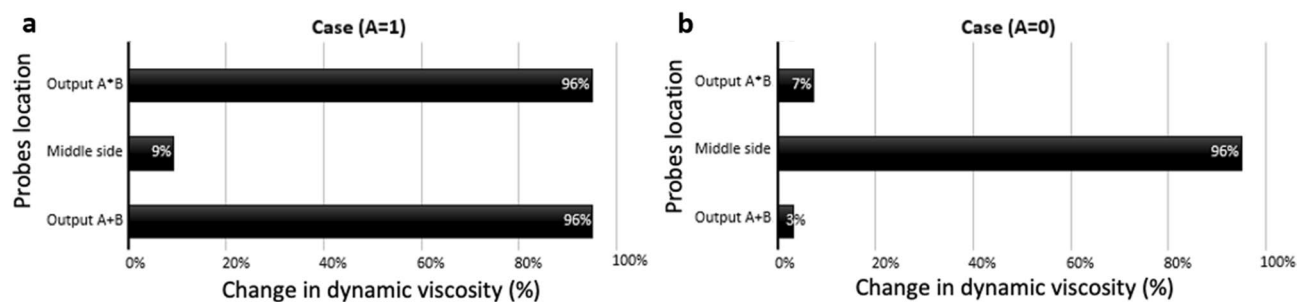 a
Case (A=1)
Probes location
Output A*B
96%
Middle side
9%
Output A+B
96%
0% 20% 40% 60% 80% 100%
Change in dynamic viscosity (%)
b
Case (A=0)
Probes location
Output A*B
7%
Middle side
96%
Output A+B
3%
0% 20% 40% 60% 80% 100%
Change in dynamic viscosity (%)